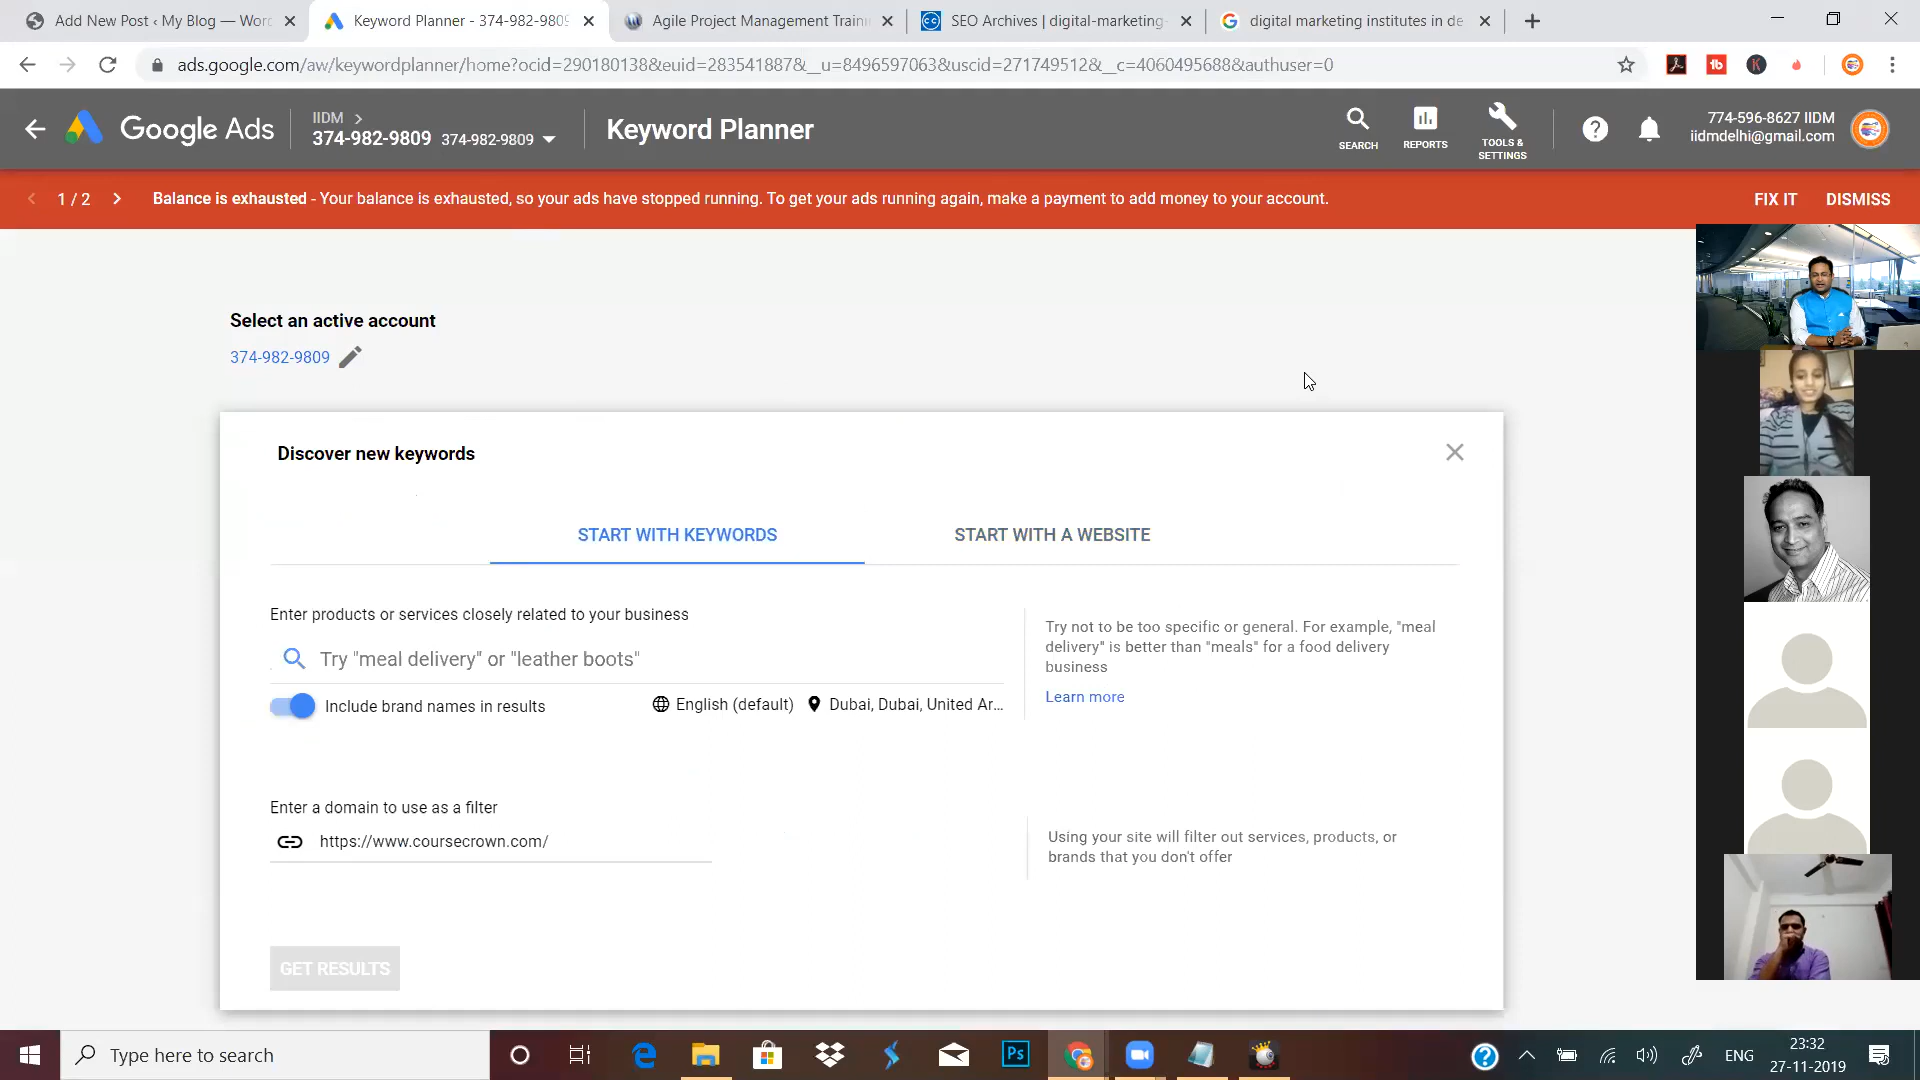 Add New Post ‹ My Blog — Word
Keyword Planner - 374-982-9809
Agile Project Management Traini
SEO Archives | digital-marketing-
digital marketing institutes in de
ads.google.com/aw/keywordplanner/home?ocid=290180138&euid=283541887&__u=8496597063&uscid=271749512&__c=4060495688&authuser=0
Google Ads
IIDM >
374-982-9809 374-982-9809
Keyword Planner
SEARCH
REPORTS
TOOLS &
SETTINGS
774-596-8627 IIDM
iidmdelhi@gmail.com
1 / 2
Balance is exhausted - Your balance is exhausted, so your ads have stopped running. To get your ads running again, make a payment to add money to your account.
FIX IT
DISMISS
Select an active account
374-982-9809
Discover new keywords
START WITH KEYWORDS
START WITH A WEBSITE
Enter products or services closely related to your business
Try "meal delivery" or "leather boots"
Include brand names in results
English (default)
Dubai, Dubai, United Ar...
Try not to be too specific or general. For example, "meal
delivery" is better than "meals" for a food delivery
business
Learn more
Enter a domain to use as a filter
https://www.coursecrown.com/
Using your site will filter out services, products, or
brands that you don't offer
GET RESULTS
Type here to search
Ps
ENG
23:32
27-11-2019